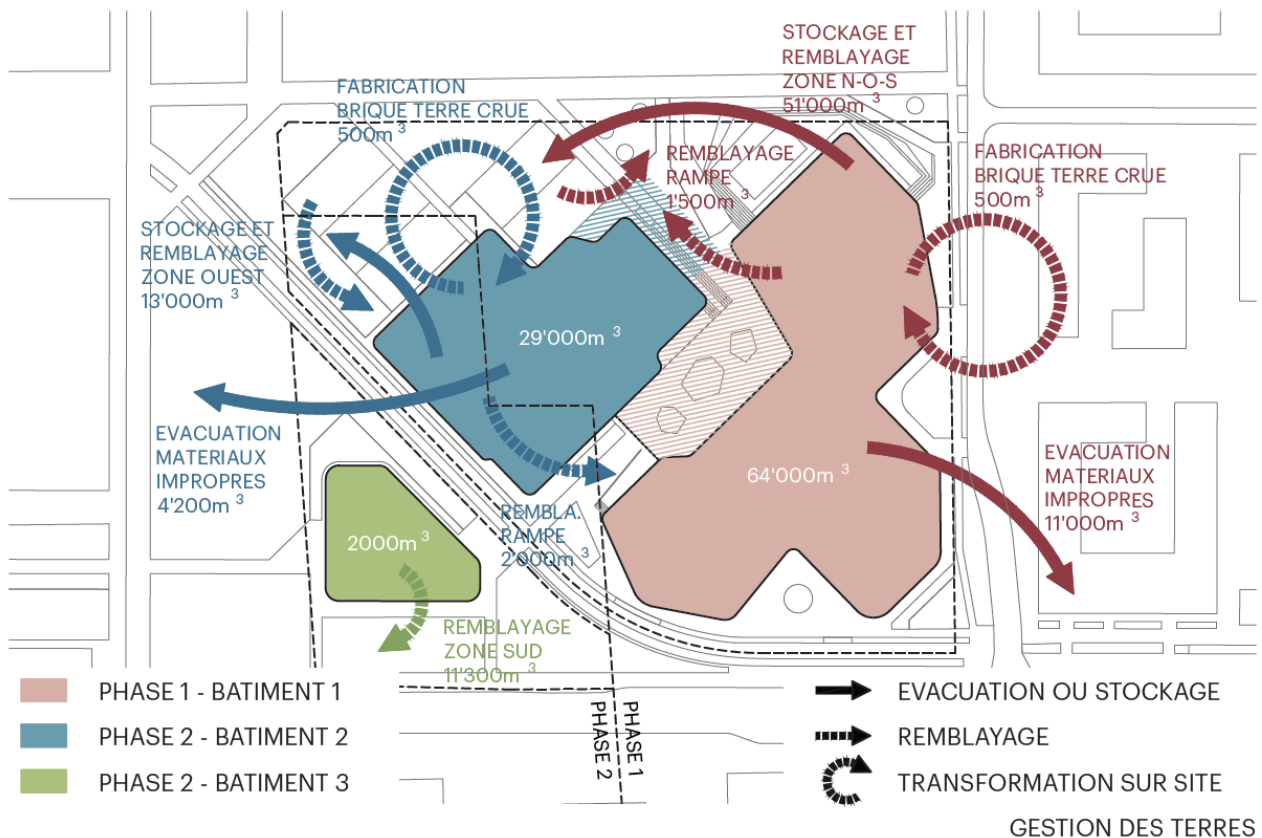 STOCKAGE ET
REMBLAYAGE
ZONE N-O-S
51'000m ³
FABRICATION
BRIQUE TERRE CRUE
500m ³
REMBLAYAGE
RAMPE
1'500m ³
FABRICATION
BRIQUE TERRE CRUE
500m ³
STOCKAGE ET
REMBLAYAGE
ZONE OUEST
13'000m ³
29'000m ³
EVACUATION
MATERIAUX
IMPROPRES
4'200m ³
64'000m ³
EVACUATION
MATERIAUX
IMPROPRES
11'000m ³
REMBLA.
RAMPE
2'000m ³
2000m ³
REMBLAYAGE
ZONE SUD
11'300m ³
PHASE 2
PHASE 1
PHASE 1 - BATIMENT 1
PHASE 2 - BATIMENT 2
PHASE 2 - BATIMENT 3
EVACUATION OU STOCKAGE
REMBLAYAGE
TRANSFORMATION SUR SITE
GESTION DES TERRES